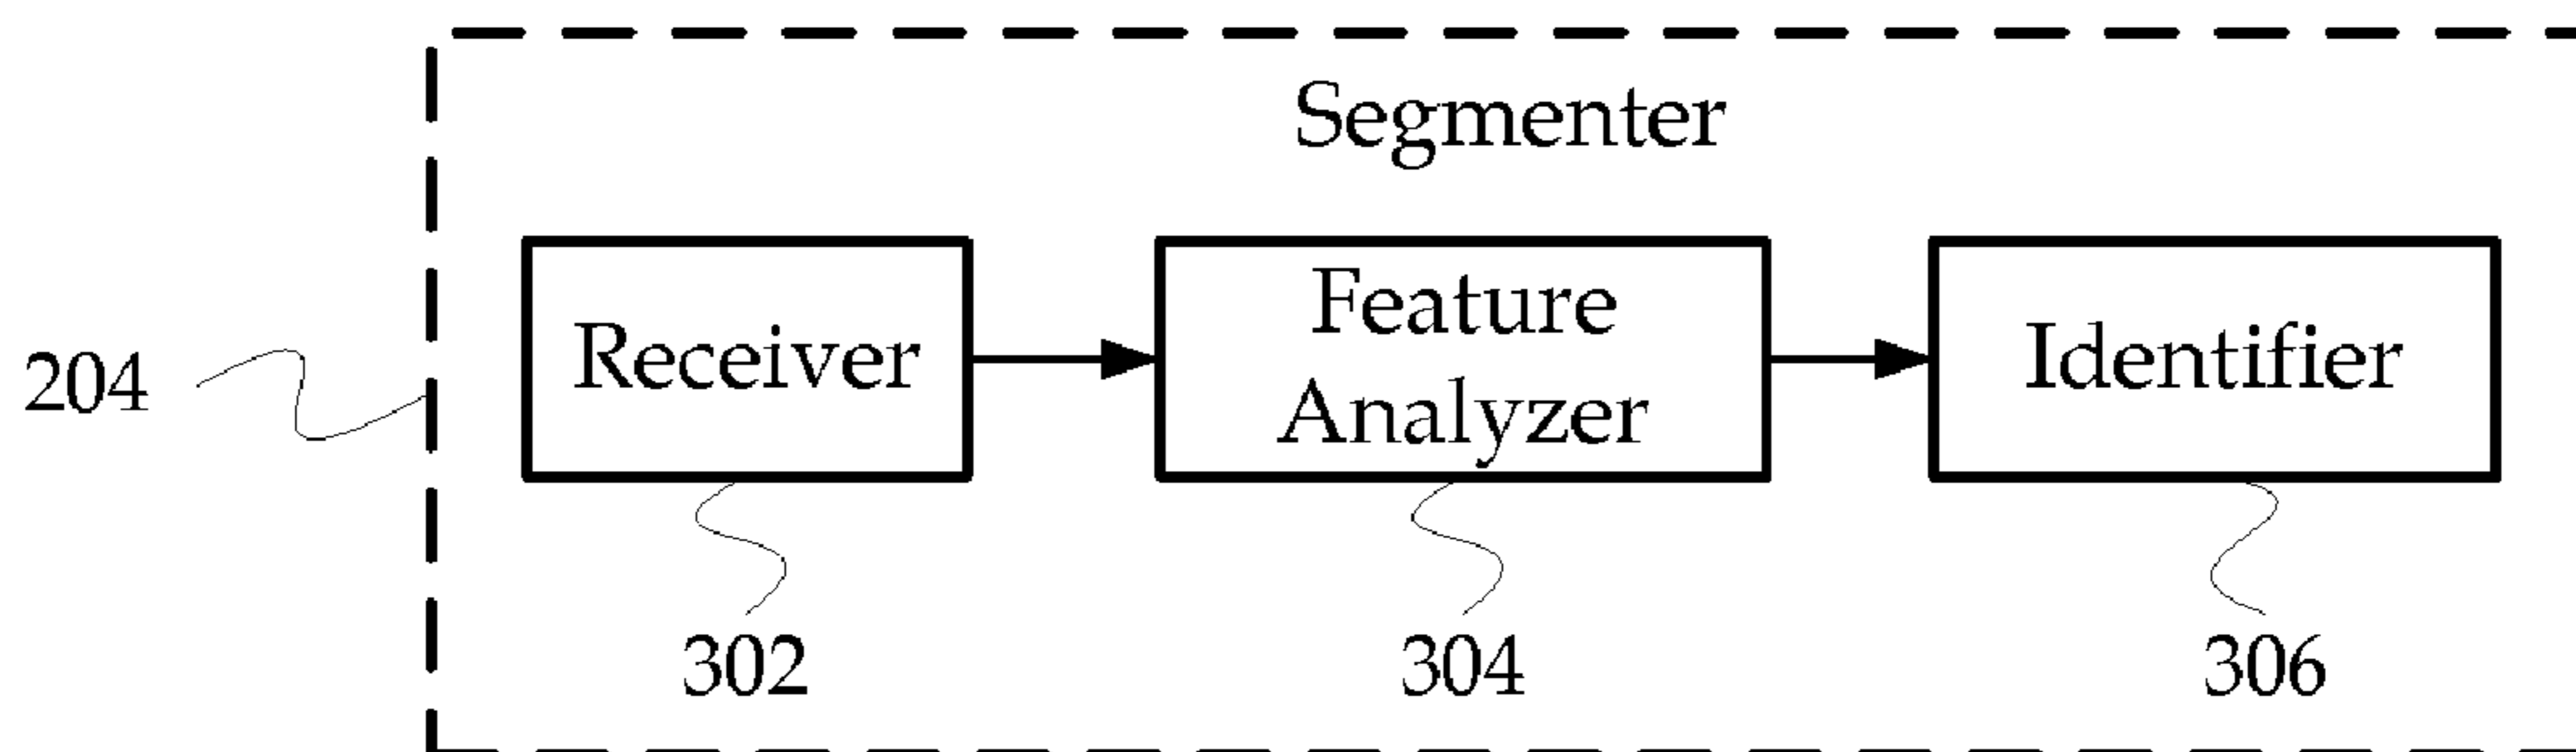 Segmenter
Receiver
Feature
Analyzer
Identifier
204
302
304
306